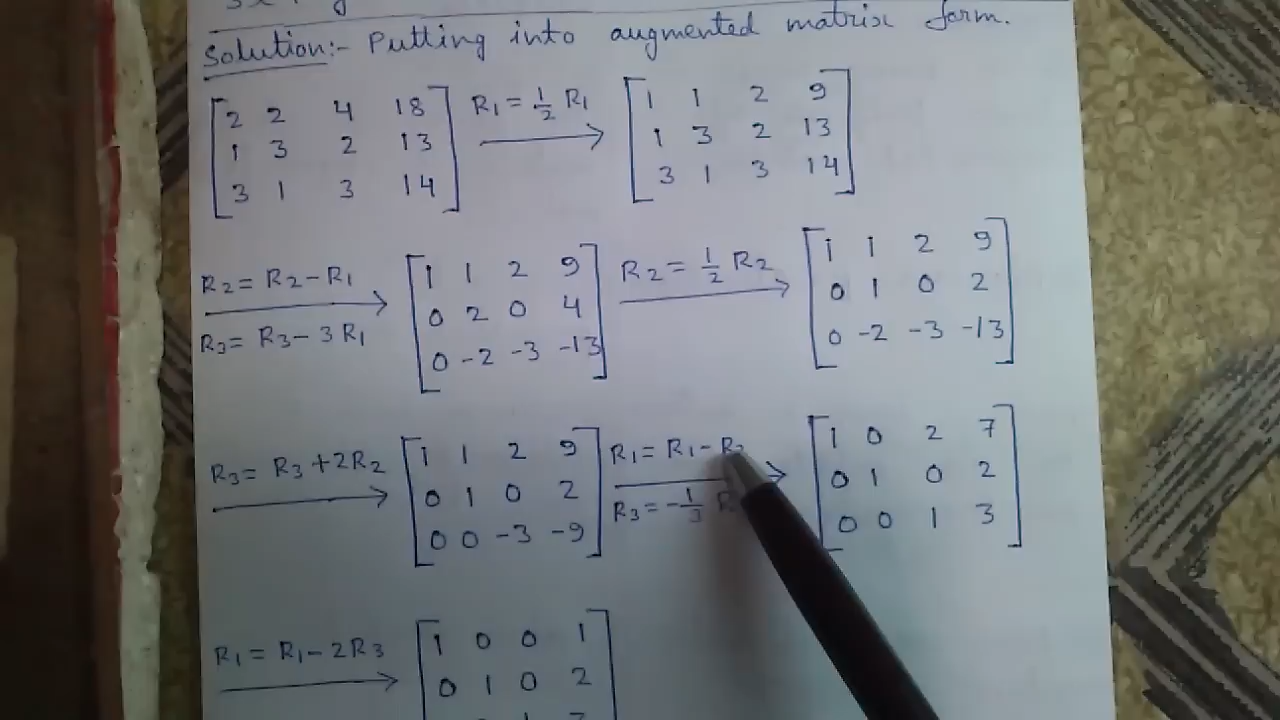 Solution:- Putting into augmented matrix form.
[2 2 4 18 R1 = 1/2 R1 [1 1 2 9
1 3 2 13 → 1 3 2 13
3 1 3 14] 3 1 3 14]
R2 = R2 - R1 [1 1 2 9 R2 = 1/2 R2 [1 1 2 9
→ 0 2 0 4 → 0 1 0 2
R3 = R3 - 3R1 0 -2 -3 -13] 0 -2 -3 -13]
R3 = R3 + 2R2 [1 1 2 9 R1 = R1 - [1 0 2 7
→ 0 1 0 2 → 0 1 0 2
0 0 -3 -9] R3 = -1/3 0 0 1 3]
R1 = R1 - 2R3 [1 0 0 1
→ 0 1 0 2